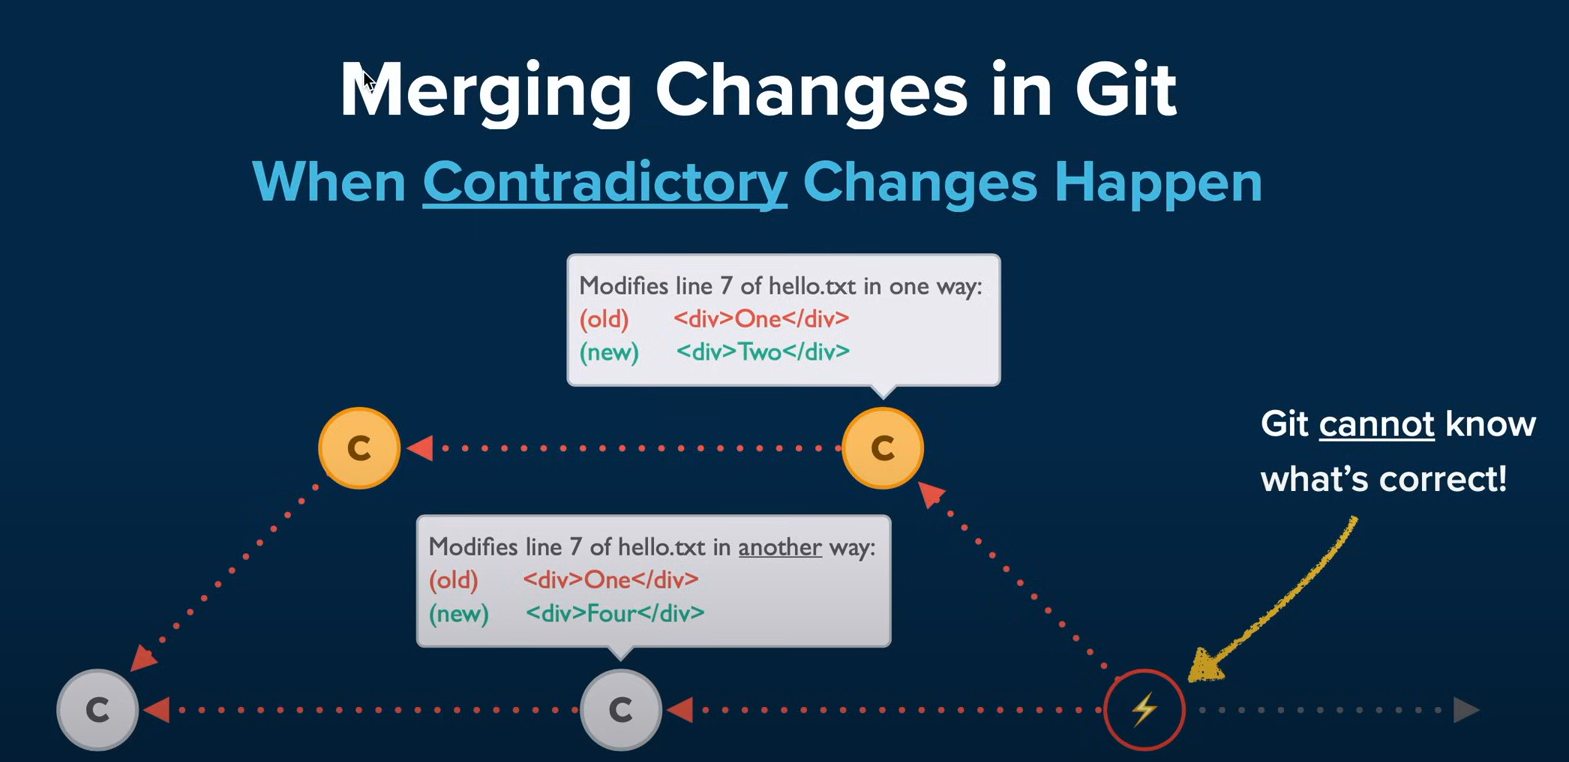 Merging Changes in Git
When Contradictory Changes Happen
Modifies line 7 of hello.txt in one way:
(old) <div>One</div>
(new) <div>Two</div>
C
C
Git cannot know
what's correct!
Modifies line 7 of hello.txt in another way:
(old) <div>One</div>
(new) <div>Four</div>
C
C